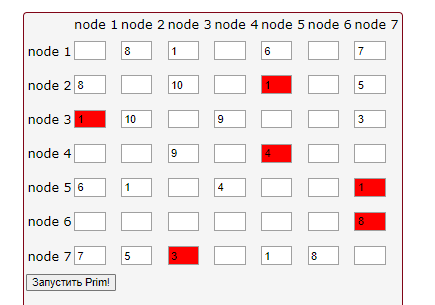 node 1 node 2 node 3 node 4 node 5 node 6 node 7
node 1 8 1 6 7
node 2 8 10 1 5
node 3 1 10 9 3
node 4 9 4
node 5 6 1 4 1
node 6 8
node 7 7 5 3 1 8
Запустить Prim!